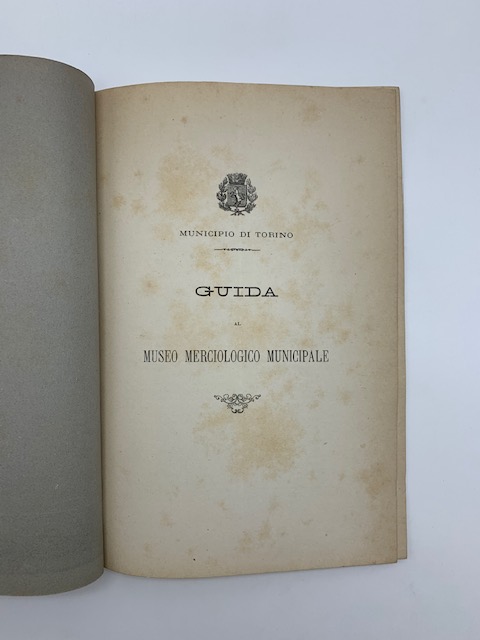 MUNICIPIO DI TORINO
GUIDA
AL
MUSEO MERCIOLOGICO MUNICIPALE